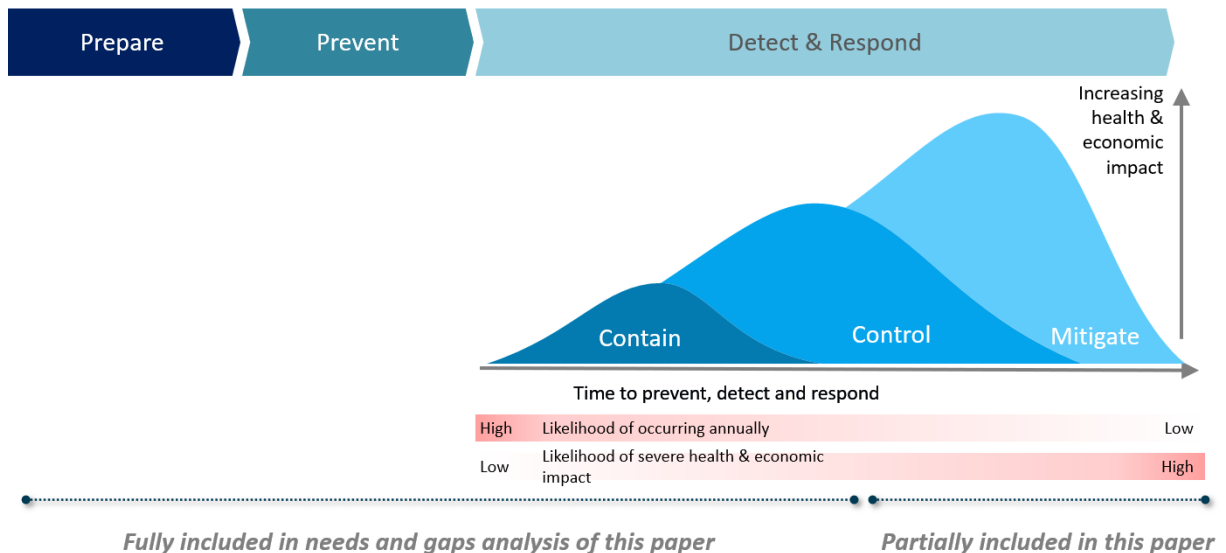 Prepare
Prevent
Detect & Respond
Increasing
health &
economic
impact
Contain
Control
Mitigate
Time to prevent, detect and respond
High
Likelihood of occurring annually
Low
Low
Likelihood of severe health & economic
impact
High
Fully included in needs and gaps analysis of this paper
Partially included in this paper